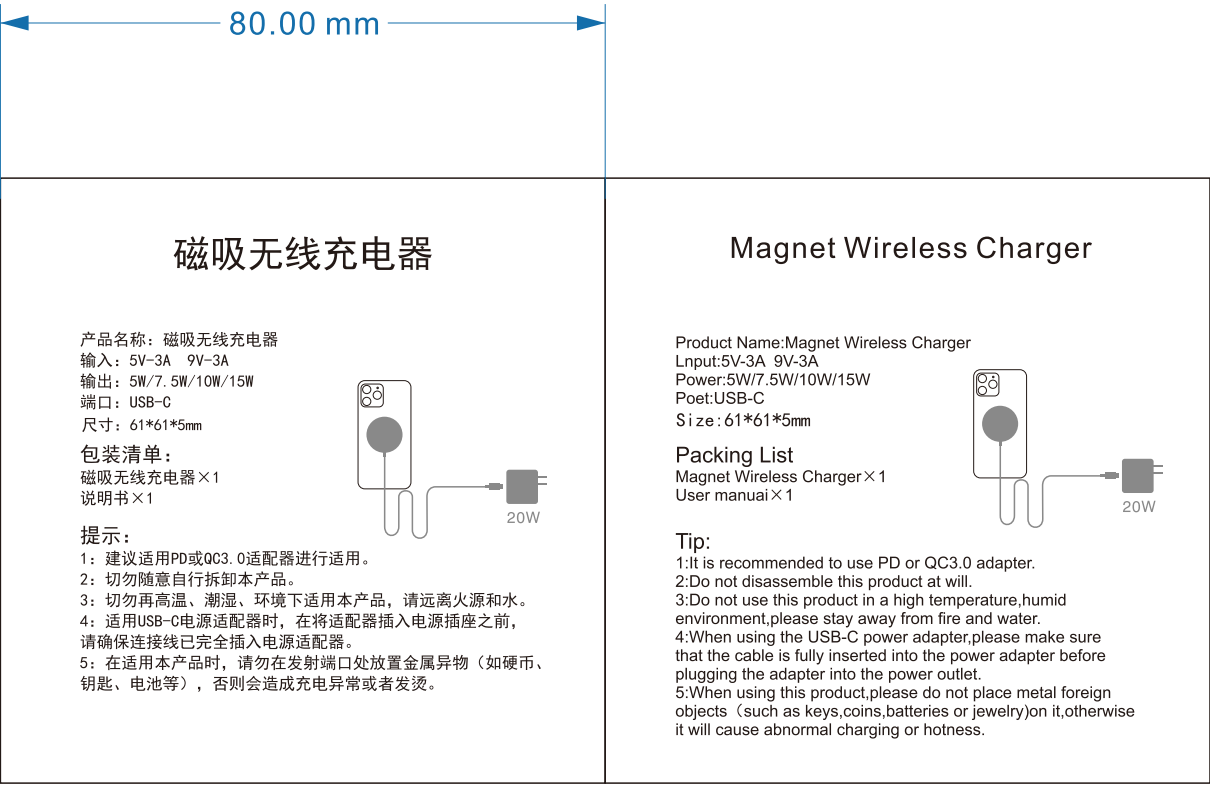 80.00 mm
磁吸无线充电器
产品名称：磁吸无线充电器
输入：5V-3A  9V-3A
输出：5W/7.5W/10W/15W
端口：USB-C
尺寸：61*61*5mm
包装清单：
磁吸无线充电器×1
说明书×1
20W
提示：
1：建议适用PD或QC3.0适配器进行适用。
2：切勿随意自行拆卸本产品。
3：切勿再高温、潮湿、环境下适用本产品，请远离火源和水。
4：适用USB-C电源适配器时，在将适配器插入电源插座之前，
请确保连接线已完全插入电源适配器。
5：在适用本产品时，请勿在发射端口处放置金属异物（如硬币、
钥匙、电池等），否则会造成充电异常或者发烫。
Magnet Wireless Charger
Product Name:Magnet Wireless Charger
Lnput:5V-3A  9V-3A
Power:5W/7.5W/10W/15W
Poet:USB-C
Size:61*61*5mm
Packing List
Magnet Wireless Charger×1
User manuai×1
20W
Tip:
1:It is recommended to use PD or QC3.0 adapter.
2:Do not disassemble this product at will.
3:Do not use this product in a high temperature,humid
environment,please stay away from fire and water.
4:When using the USB-C power adapter,please make sure
that the cable is fully inserted into the power adapter before
plugging the adapter into the power outlet.
5:When using this product,please do not place metal foreign
objects（such as keys,coins,batteries or jewelry)on it,otherwise
it will cause abnormal charging or hotness.